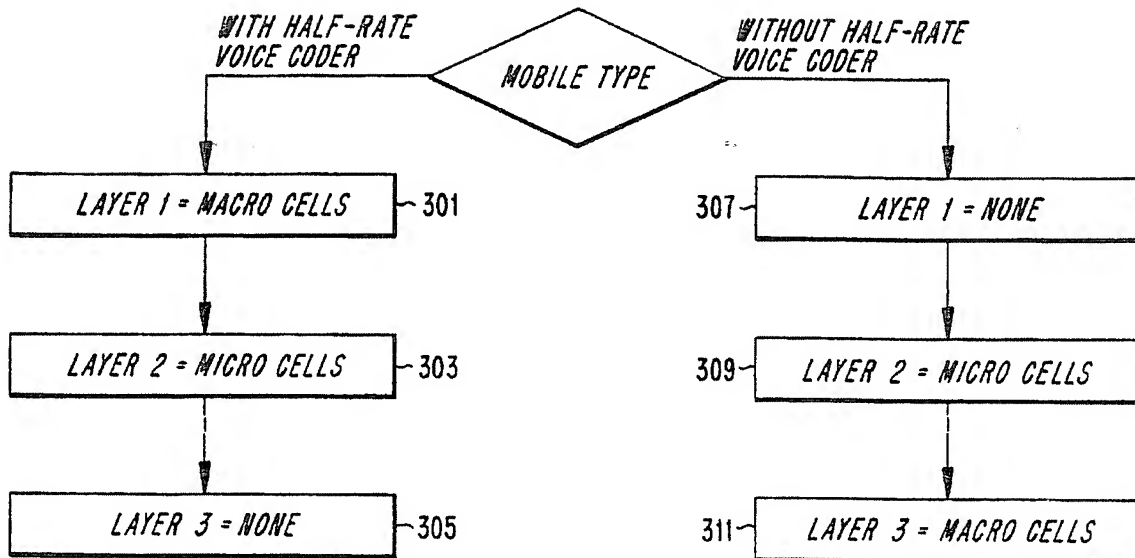 WITH HALF-RATE
VOICE CODER
MOBILE TYPE
WITHOUT HALF-RATE
VOICE CODER
LAYER 1 = MACRO CELLS
301
307
LAYER 1 = NONE
LAYER 2 = MICRO CELLS
303
309
LAYER 2 = MICRO CELLS
LAYER 3 = NONE
305
311
LAYER 3 = MACRO CELLS